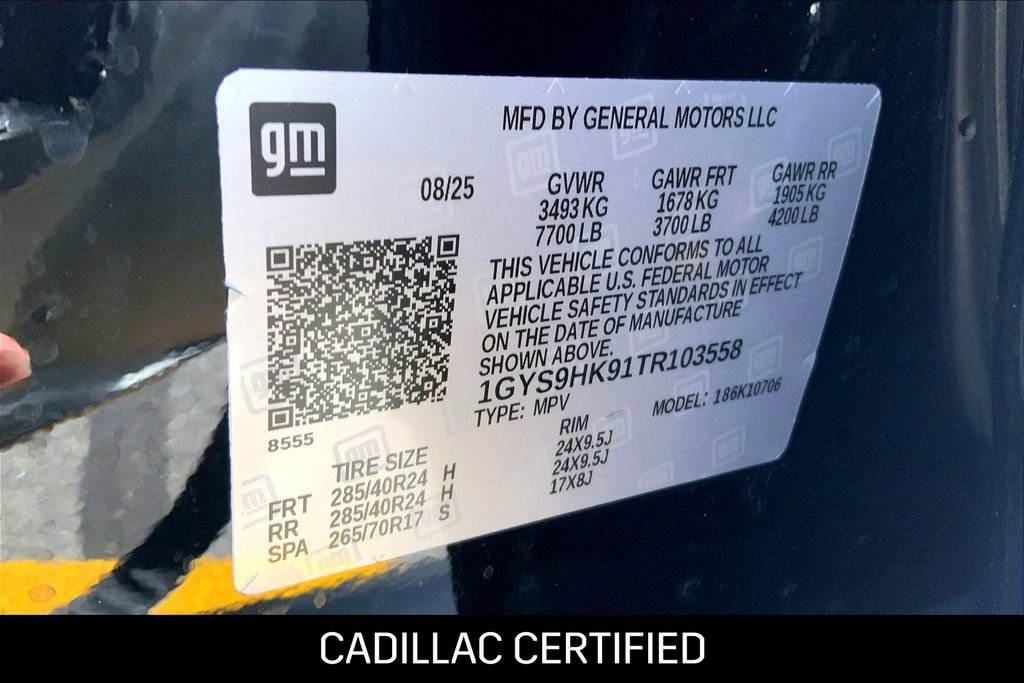 gm
MFD BY GENERAL MOTORS LLC
08/25
GVWR
3493 KG
7700 LB
GAWR FRT
1678 KG
3700 LB
GAWR RR
1905 KG
4200 LB
THIS VEHICLE CONFORMS TO ALL
APPLICABLE U.S. FEDERAL MOTOR
VEHICLE SAFETY STANDARDS IN EFFECT
ON THE DATE OF MANUFACTURE
SHOWN ABOVE.
1GYS9HK91TR103558
TYPE: MPV
MODEL: 186K10706
8555
TIRE SIZE RIM
FRT 285/40R24 H 24X9.5J
RR 285/40R24 H 24X9.5J
SPA 265/70R17 S 17X8J
CADILLAC CERTIFIED